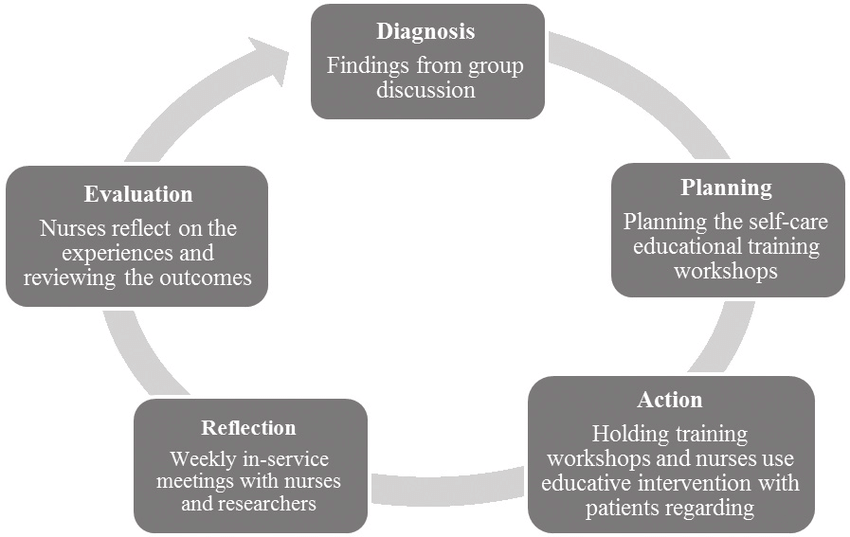 Diagnosis
Findings from group
discussion
Planning
Planning the self-care
educational training
workshops
Action
Holding training
workshops and nurses use
educative intervention with
patients regarding
Reflection
Weekly in-service
meetings with nurses
and researchers
Evaluation
Nurses reflect on the
experiences and
reviewing the outcomes